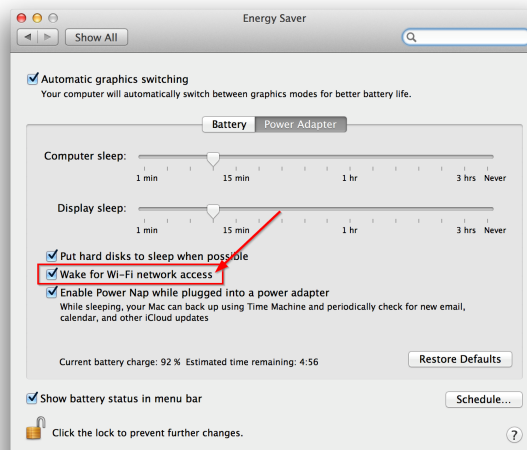 Energy Saver
Show All
Automatic graphics switching
Your computer will automatically switch between graphics modes for better battery life.
Battery Power Adapter
Computer sleep:
1 min 15 min 1 hr 3 hrs Never
Display sleep:
1 min 15 min 1 hr 3 hrs Never
Put hard disks to sleep when possible
Wake for Wi-Fi network access
Enable Power Nap while plugged into a power adapter
While sleeping, your Mac can back up using Time Machine and periodically check for new email,
calendar, and other iCloud updates
Current battery charge: 92 % Estimated time remaining: 4:56
Restore Defaults
Show battery status in menu bar
Schedule...
Click the lock to prevent further changes.
?